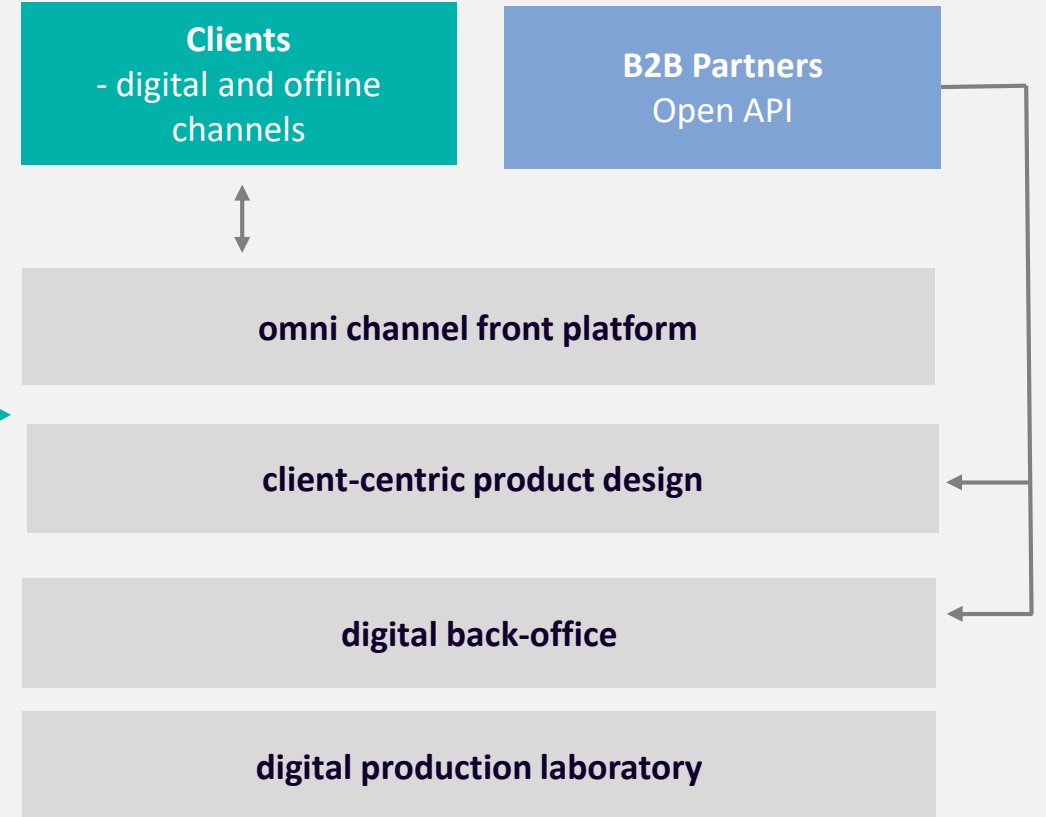 Clients
- digital and offline
channels
B2B Partners
Open API
omni channel front platform
client-centric product design
digital back-office
digital production laboratory